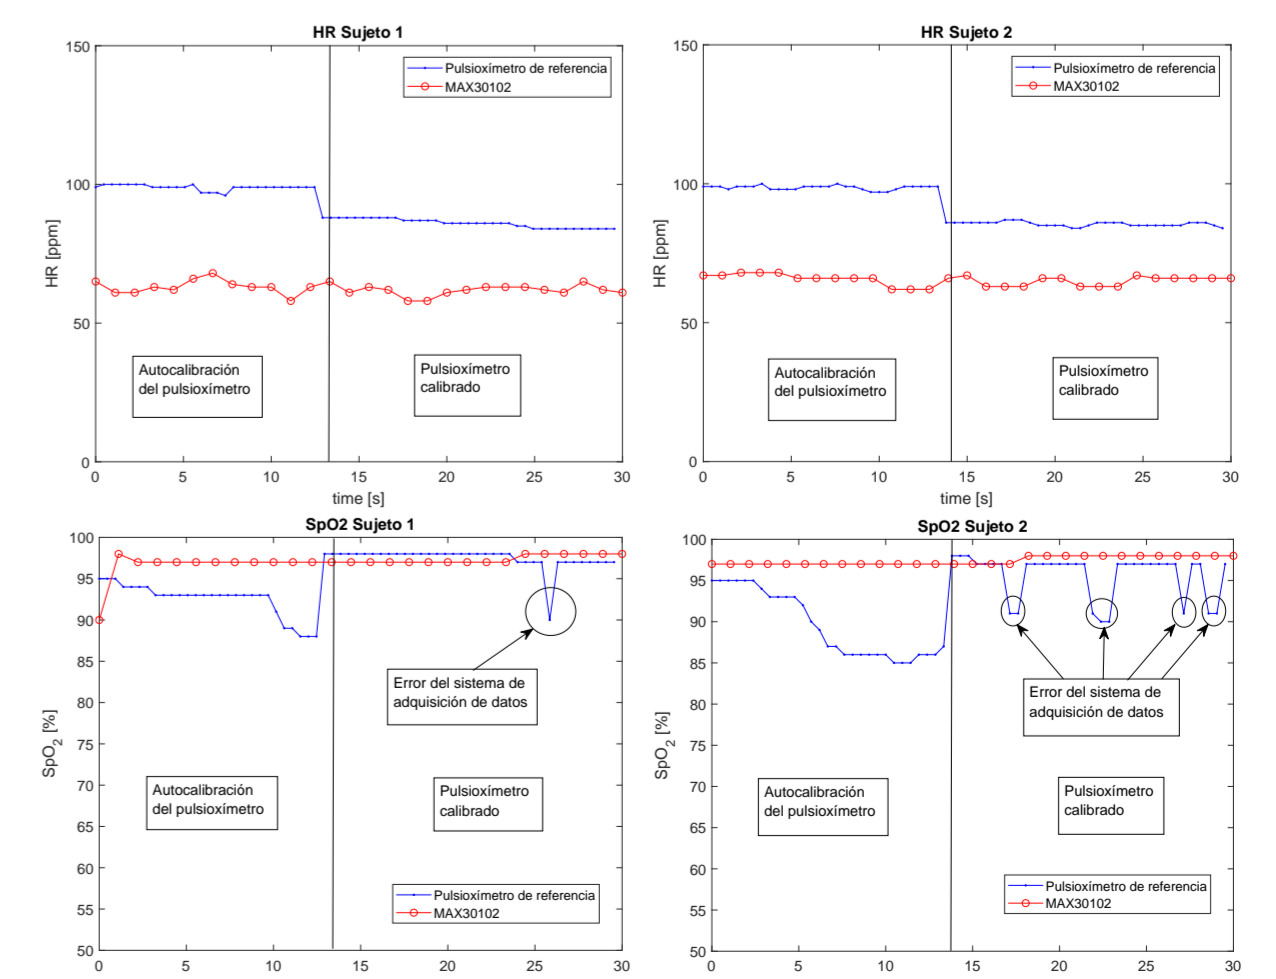 HR Sujeto 1
150
100
50
0
HR [ppm]
Pulsioxímetro de referencia
MAX30102
Autocalibración
del pulsioxímetro
Pulsioxímetro
calibrado
0 5 10 15 20 25 30
time [s]
HR Sujeto 2
150
100
50
0
HR [ppm]
Pulsioxímetro de referencia
MAX30102
Autocalibración
del pulsioxímetro
Pulsioxímetro
calibrado
0 5 10 15 20 25 30
time [s]
SpO2 Sujeto 1
100
95
90
85
80
75
70
65
60
55
50
SpO2 [%]
Error del sistema de
adquisición de datos
Autocalibración
del pulsioxímetro
Pulsioxímetro
calibrado
Pulsioxímetro de referencia
MAX30102
0 5 10 15 20 25 30
SpO2 Sujeto 2
100
95
90
85
80
75
70
65
60
55
50
SpO2 [%]
Error del sistema de
adquisición de datos
Autocalibración
del pulsioxímetro
Pulsioxímetro
calibrado
Pulsioxímetro de referencia
MAX30102
0 5 10 15 20 25 30